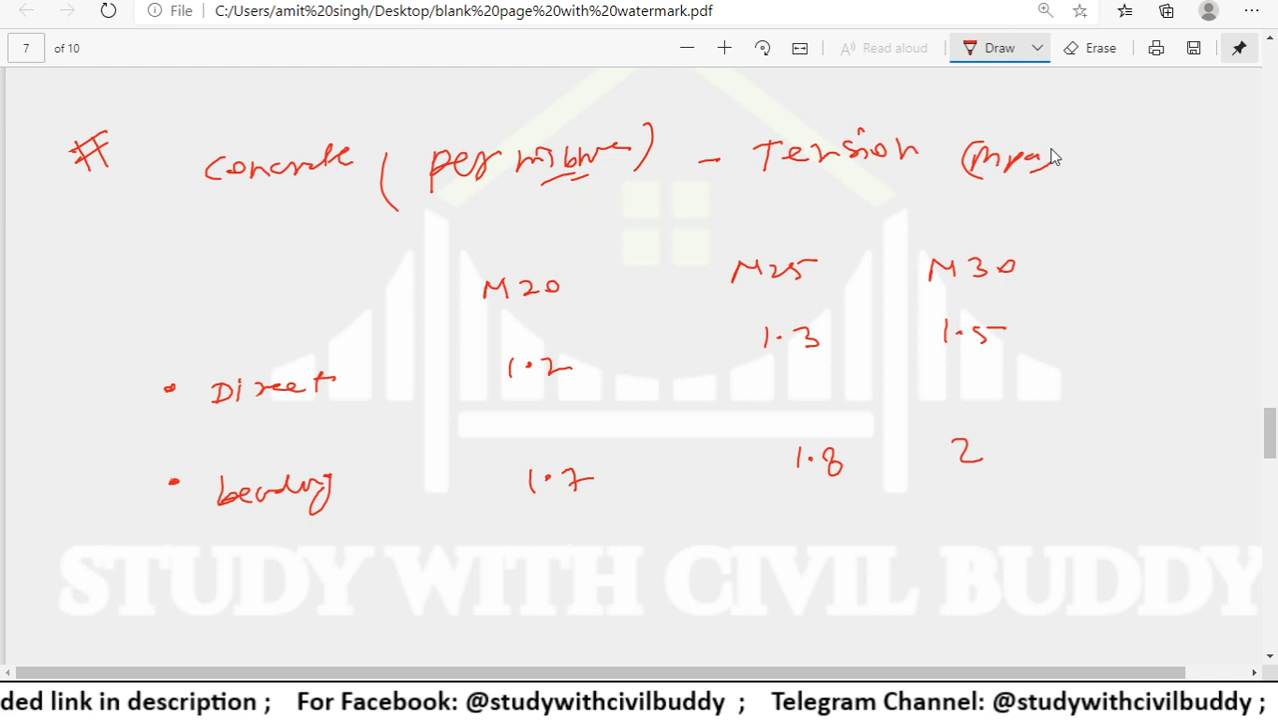 File C:/Users/amit%20singh/Desktop/blank%20page%20with%20watermark.pdf
7 of 10 Read aloud Draw Erase
# Concrete (permissible) - Tension (Mpa)
M20 M25 M30
• Direct 1.2 1.3 1.5
• bending 1.7 1.8 2
STUDY WITH CIVIL BUDDY
ded link in description ; For Facebook: @studywithcivilbuddy ; Telegram Channel: @studywithcivilbuddy ;